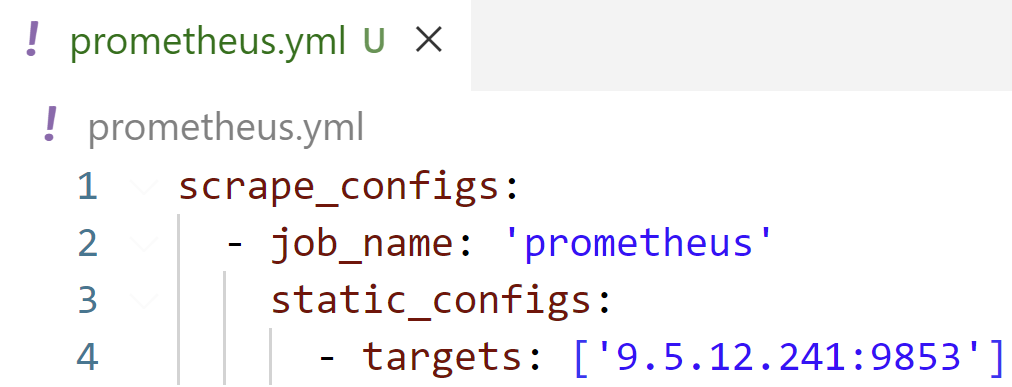 prometheus.yml U
prometheus.yml
1 scrape_configs:
2 - job_name: 'prometheus'
3 static_configs:
4 - targets: ['9.5.12.241:9853']